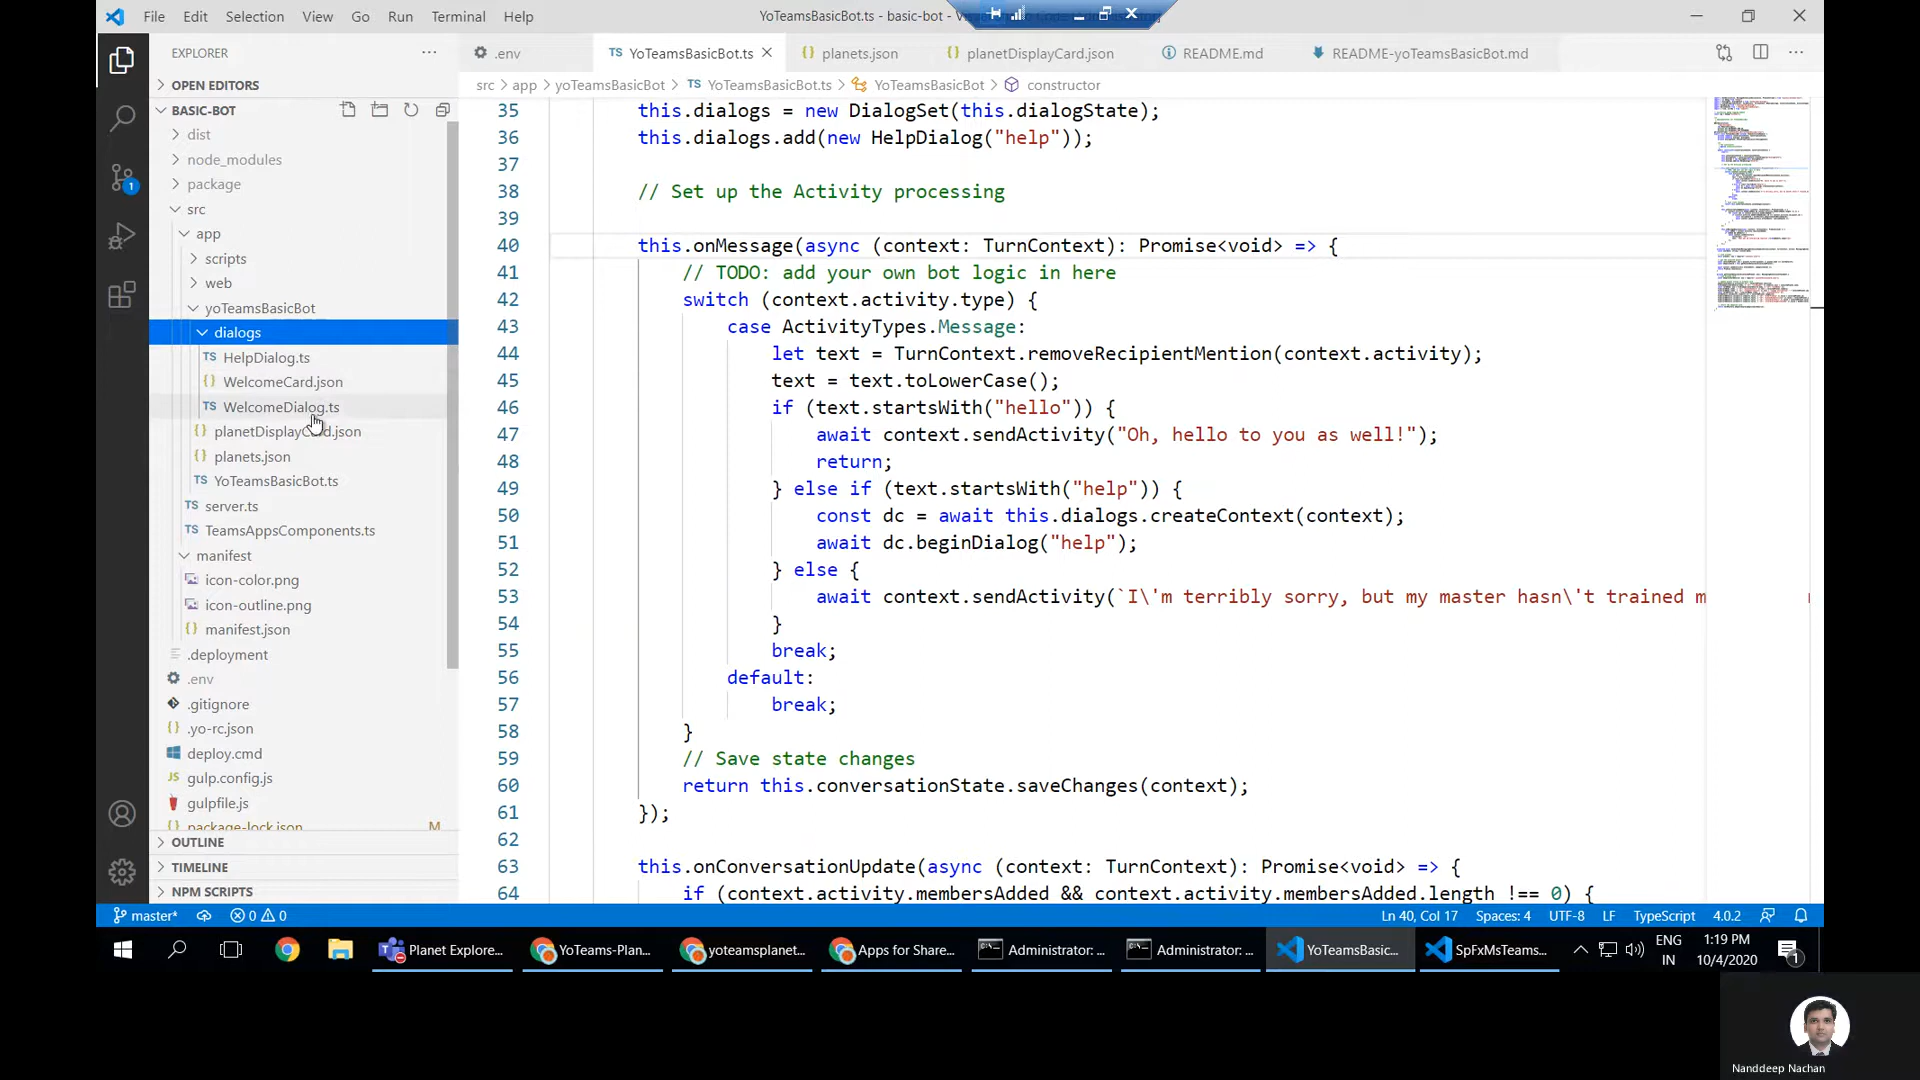 File Edit Selection View Go Run Terminal Help
YoTeamsBasicBot.ts - basic-bot -
EXPLORER
OPEN EDITORS
BASIC-BOT
dist
node_modules
package
src
app
scripts
web
yoTeamsBasicBot
dialogs
HelpDialog.ts
WelcomeCard.json
WelcomeDialog.ts
planetDisplayCard.json
planets.json
YoTeamsBasicBot.ts
server.ts
TeamsAppsComponents.ts
manifest
icon-color.png
icon-outline.png
manifest.json
.deployment
.env
.gitignore
.yo-rc.json
deploy.cmd
gulp.config.js
gulpfile.js
package-lock.json M
OUTLINE
TIMELINE
NPM SCRIPTS
.env YoTeamsBasicBot.ts planets.json planetDisplayCard.json README.md README-yoTeamsBasicBot.md
src > app > yoTeamsBasicBot > TS YoTeamsBasicBot.ts > YoTeamsBasicBot > constructor
35 this.dialogs = new DialogSet(this.dialogState);
36 this.dialogs.add(new HelpDialog("help"));
37
38 // Set up the Activity processing
39
40 this.onMessage(async (context: TurnContext): Promise<void> => {
41 // TODO: add your own bot logic in here
42 switch (context.activity.type) {
43 case ActivityTypes.Message:
44 let text = TurnContext.removeRecipientMention(context.activity);
45 text = text.toLowerCase();
46 if (text.startsWith("hello")) {
47 await context.sendActivity("Oh, hello to you as well!");
48 return;
49 } else if (text.startsWith("help")) {
50 const dc = await this.dialogs.createContext(context);
51 await dc.beginDialog("help");
52 } else {
53 await context.sendActivity(`I\'m terribly sorry, but my master hasn\'t trained m
54 }
55 break;
56 default:
57 break;
58 }
59 // Save state changes
60 return this.conversationState.saveChanges(context);
61 });
62
63 this.onConversationUpdate(async (context: TurnContext): Promise<void> => {
64 if (context.activity.membersAdded && context.activity.membersAdded.length !== 0) {
master* 0 0 Ln 40, Col 17 Spaces: 4 UTF-8 LF TypeScript 4.0.2
Planet Explore... YoTeams-Plan... yoteamsplanet... Apps for Share... Administrator: ... Administrator: ... YoTeamsBasic... SpFxMsTeams...
ENG
IN
1:19 PM
10/4/2020
1
Nanddeep Nachan